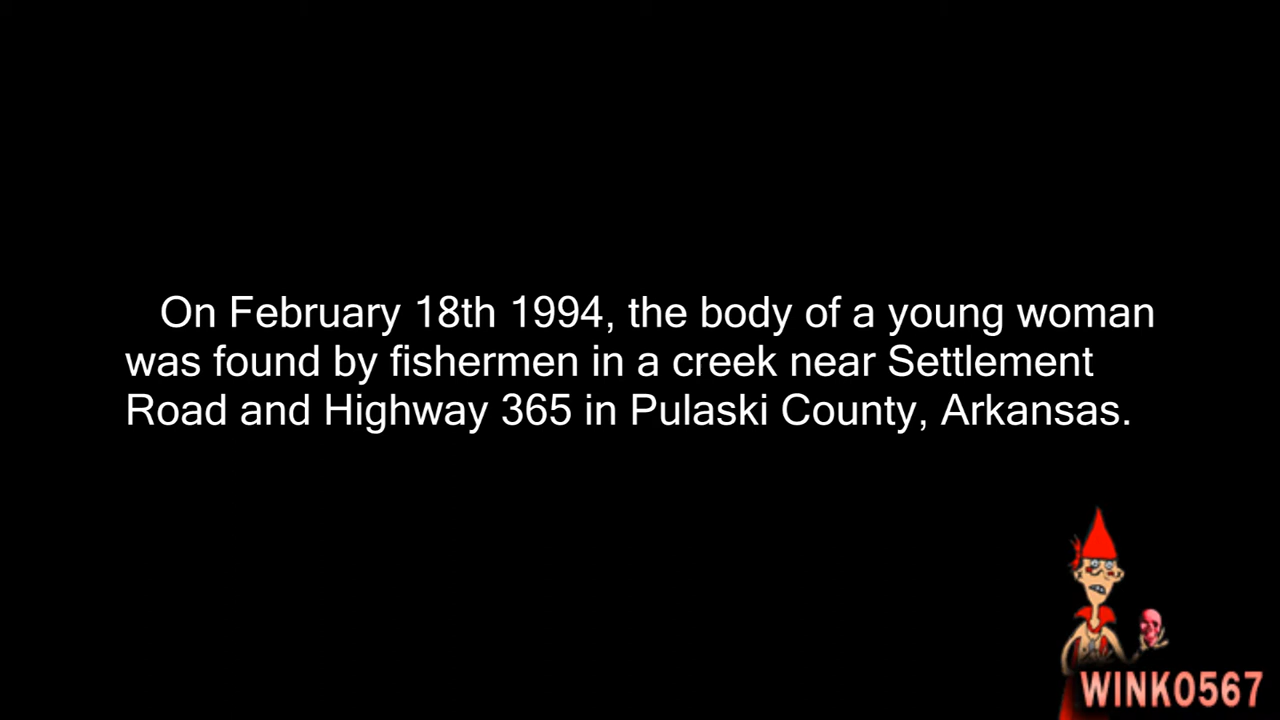 On February 18th 1994, the body of a young woman
was found by fishermen in a creek near Settlement
Road and Highway 365 in Pulaski County, Arkansas.
WINKO567